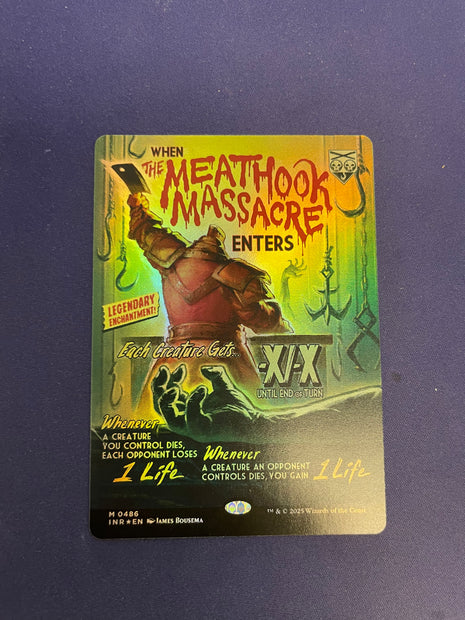 WHEN
THE MEATHOOK
MASSACRE
ENTERS
LEGENDARY
ENCHANTMENT!
Each Creature Gets
-X/-X
UNTIL END OF TURN
Whenever
A CREATURE
YOU CONTROL DIES,
EACH OPPONENT LOSES
1 Life
Whenever
A CREATURE AN OPPONENT
CONTROLS DIES, YOU GAIN
1 Life
M 0486
INR★EN JAMES BOUSEMA
™ & © 2025 Wizards of the Coast